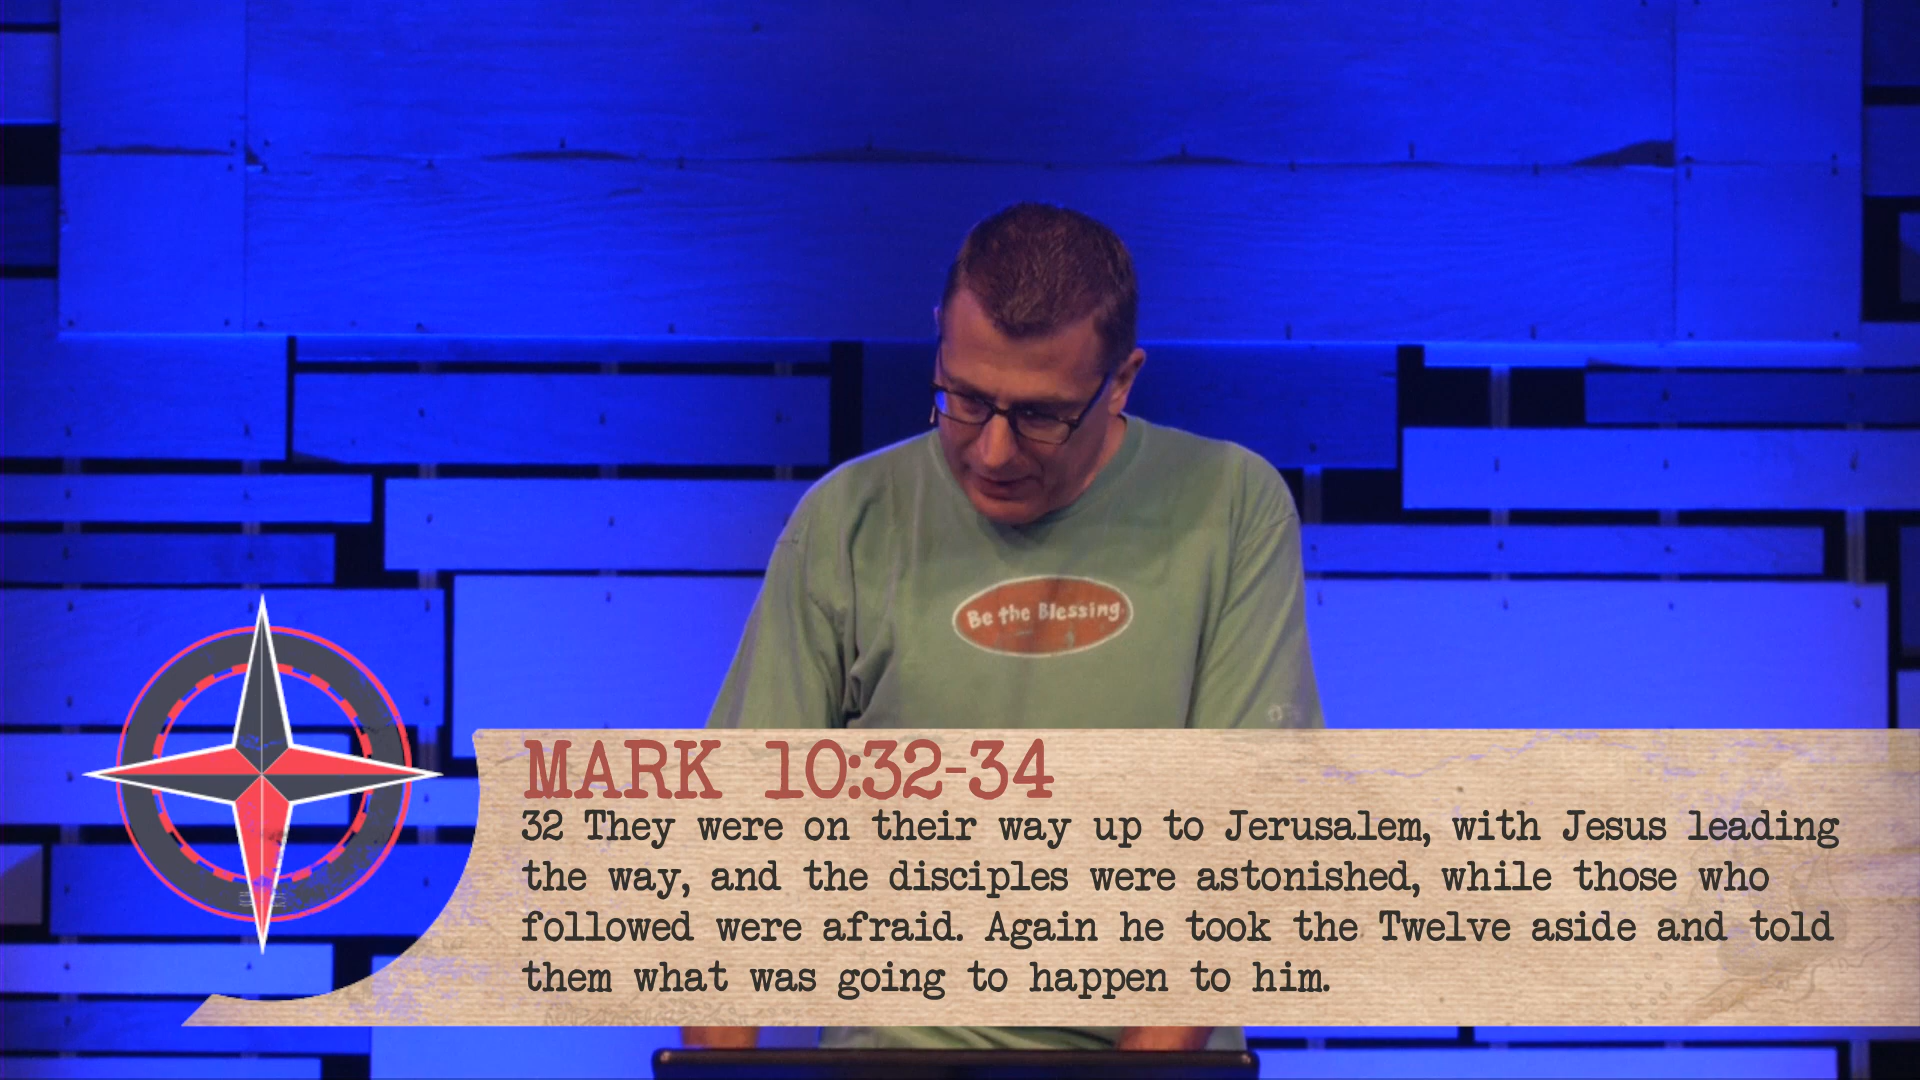 Be the Blessing.
MARK 10:32-34
32 They were on their way up to Jerusalem, with Jesus leading
the way, and the disciples were astonished, while those who
followed were afraid. Again he took the Twelve aside and told
them what was going to happen to him.